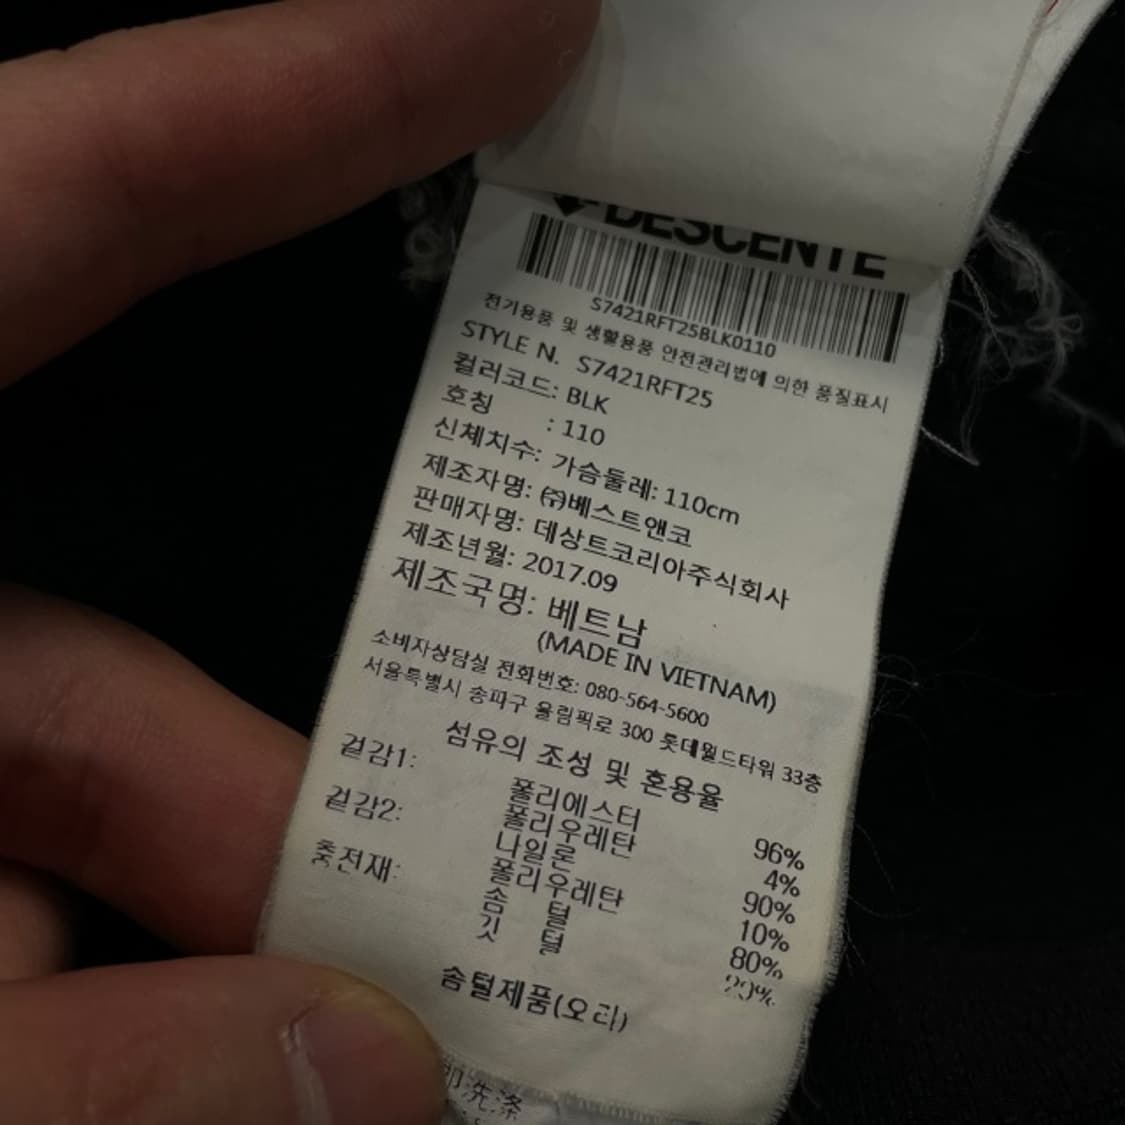 DESCENTE
S7421RFT25BLK0110
전기용품 및 생활용품 안전관리법에 의한 품질표시
STYLE N. S7421RFT25
컬러코드: BLK
호칭 : 110
신체치수: 가슴둘레: 110cm
제조자명: ㈜베스트앤코
판매자명: 데상트코리아주식회사
제조년월: 2017.09
제조국명: 베트남
(MADE IN VIETNAM)
소비자상담실 전화번호: 080-564-5600
서울특별시 송파구 올림픽로 300 롯데월드타워 33층
섬유의 조성 및 혼용율
겉감1: 폴리에스터 96%
폴리우레탄 4%
겉감2: 나일론 90%
폴리우레탄 10%
충전재: 솜 털 80%
깃 털 20%
솜털제품(오리)
洗涤